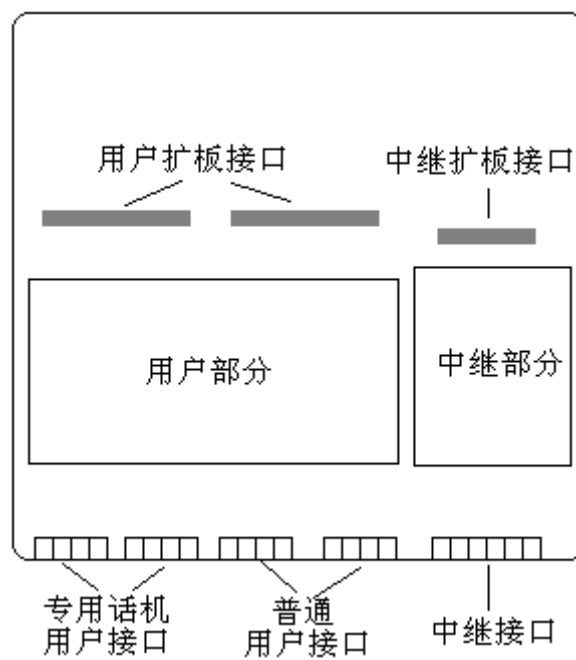 用户扩板接口
中继扩板接口
用户部分
中继部分
专用话机
用户接口
普通
用户接口
中继接口